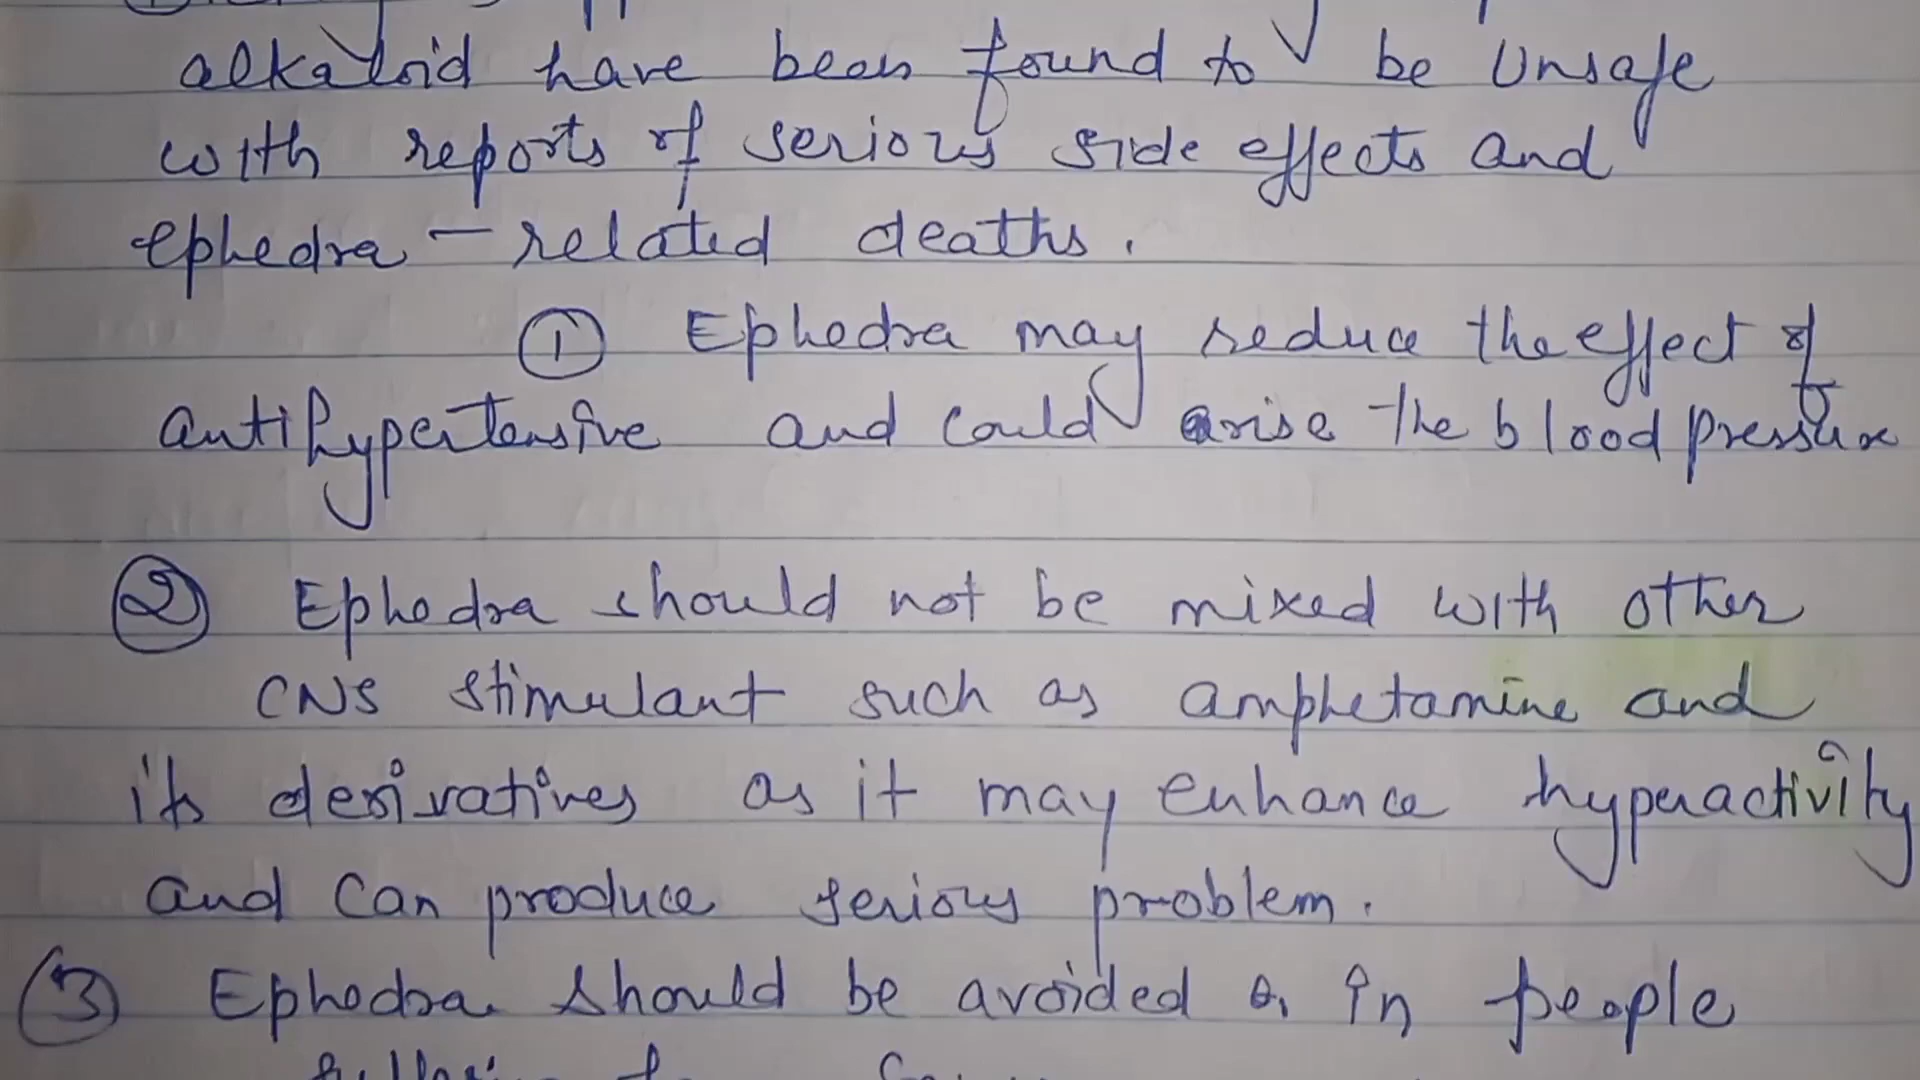 alkaloid have been found to be Unsafe
with reports of serious side effects and
ephedra - related deaths.
① Ephedra may reduce the effect of
antihypertensive and could arise the blood pressure
② Ephedra should not be mixed with other
CNS stimulant such as amphetamine and
its derivatives as it may enhance hyperactivity
and can produce serious problem.
③ Ephedra should be avoided in people